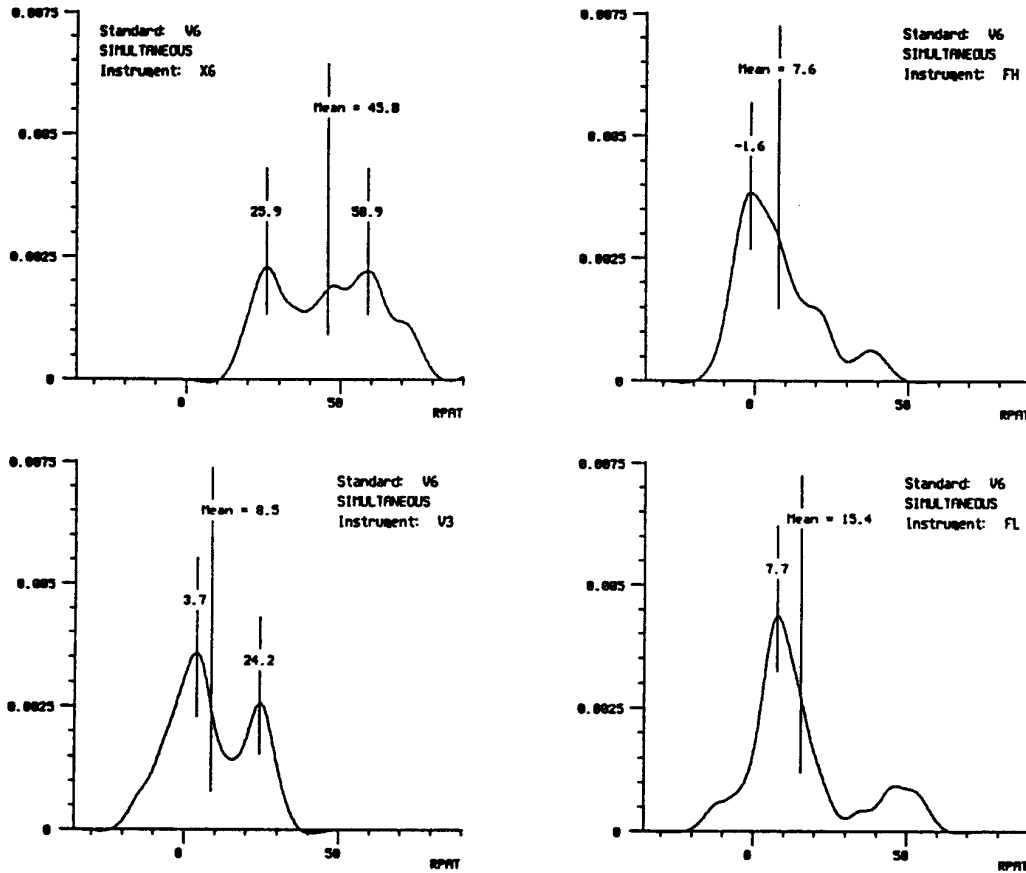 0.0075
Standard: V6
SIMULTANEOUS
Instrument: X6
Mean = 45.8
0.005
25.9
58.9
0.0025
0
0
50
RPAT
0.0075
Standard: V6
SIMULTANEOUS
Instrument: FH
Mean = 7.6
0.005
-1.6
0.0025
0
0
50
RPAT
0.0075
Standard: V6
SIMULTANEOUS
Instrument: V3
Mean = 8.5
0.005
3.7
24.2
0.0025
0
0
50
RPAT
0.0075
Standard: V6
SIMULTANEOUS
Instrument: FL
Mean = 15.4
0.005
7.7
0.0025
0
0
50
RPAT